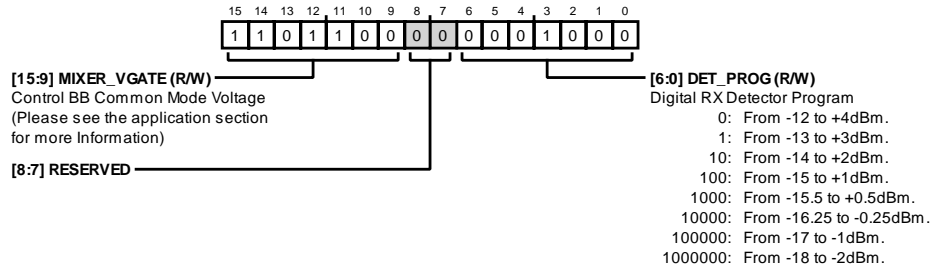 15 14 13 12 11 10 9 8 7 6 5 4 3 2 1 0
1 1 0 1 1 0 0 0 0 0 0 0 1 0 0 0
[15:9] MIXER_VGATE (R/W)
Control BB Common Mode Voltage
(Please see the application section
for more Information)
[8:7] RESERVED
[6:0] DET_PROG (R/W)
Digital RX Detector Program
0: From -12 to +4dBm.
1: From -13 to +3dBm.
10: From -14 to +2dBm.
100: From -15 to +1dBm.
1000: From -15.5 to +0.5dBm.
10000: From -16.25 to -0.25dBm.
100000: From -17 to -1dBm.
1000000: From -18 to -2dBm.